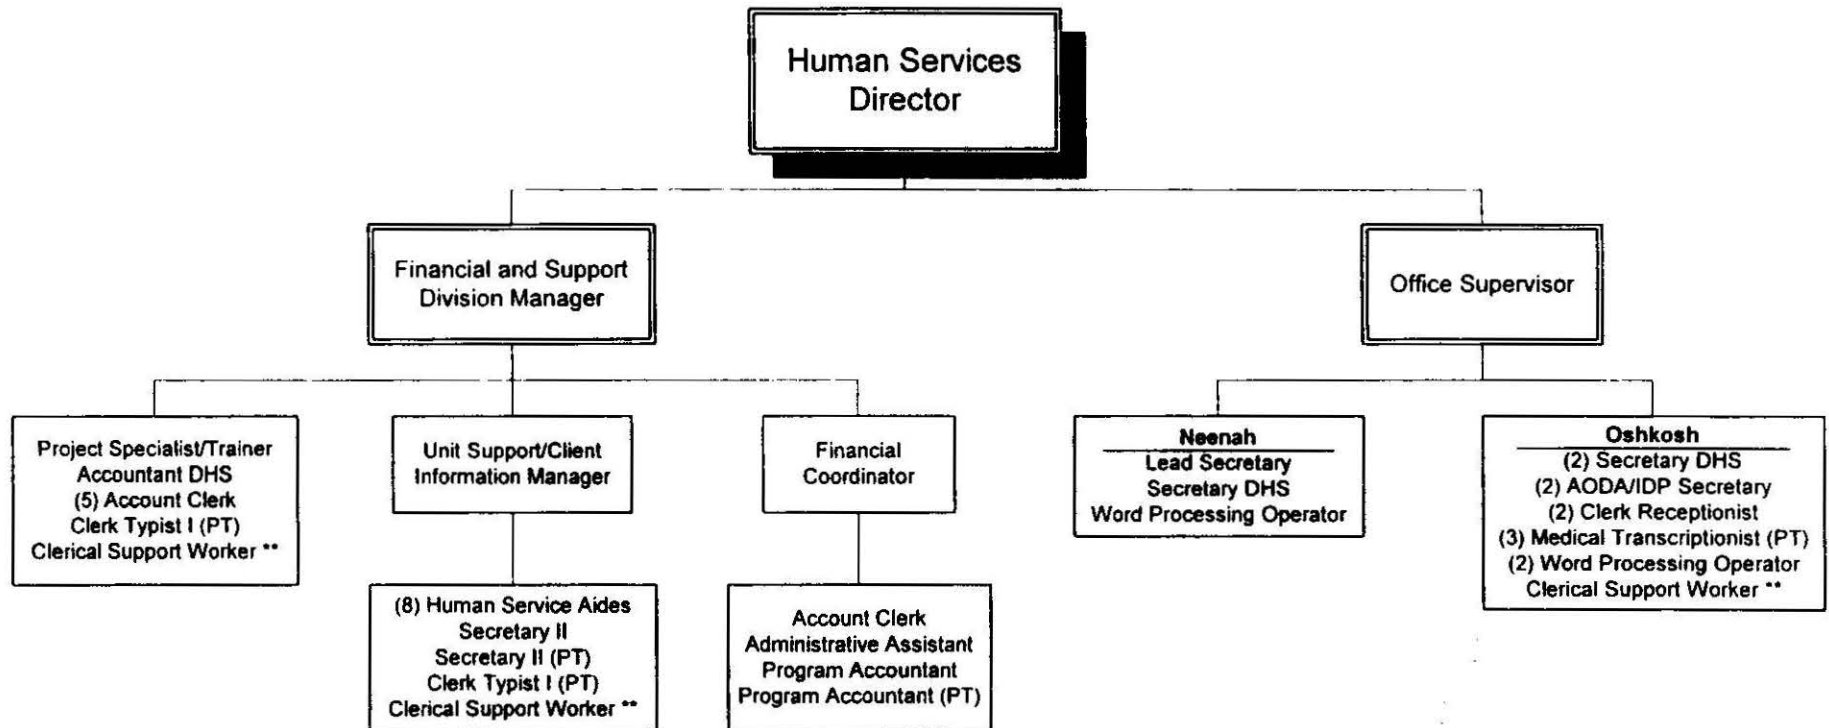 Human Services
Director
Financial and Support
Division Manager
Office Supervisor
Project Specialist/Trainer
Accountant DHS
(5) Account Clerk
Clerk Typist I (PT)
Clerical Support Worker **
Unit Support/Client
Information Manager
Financial
Coordinator
Neenah
Lead Secretary
Secretary DHS
Word Processing Operator
Oshkosh
(2) Secretary DHS
(2) AODA/IDP Secretary
(2) Clerk Receptionist
(3) Medical Transcriptionist (PT)
(2) Word Processing Operator
Clerical Support Worker **
(8) Human Service Aides
Secretary II
Secretary II (PT)
Clerk Typist I (PT)
Clerical Support Worker **
Account Clerk
Administrative Assistant
Program Accountant
Program Accountant (PT)